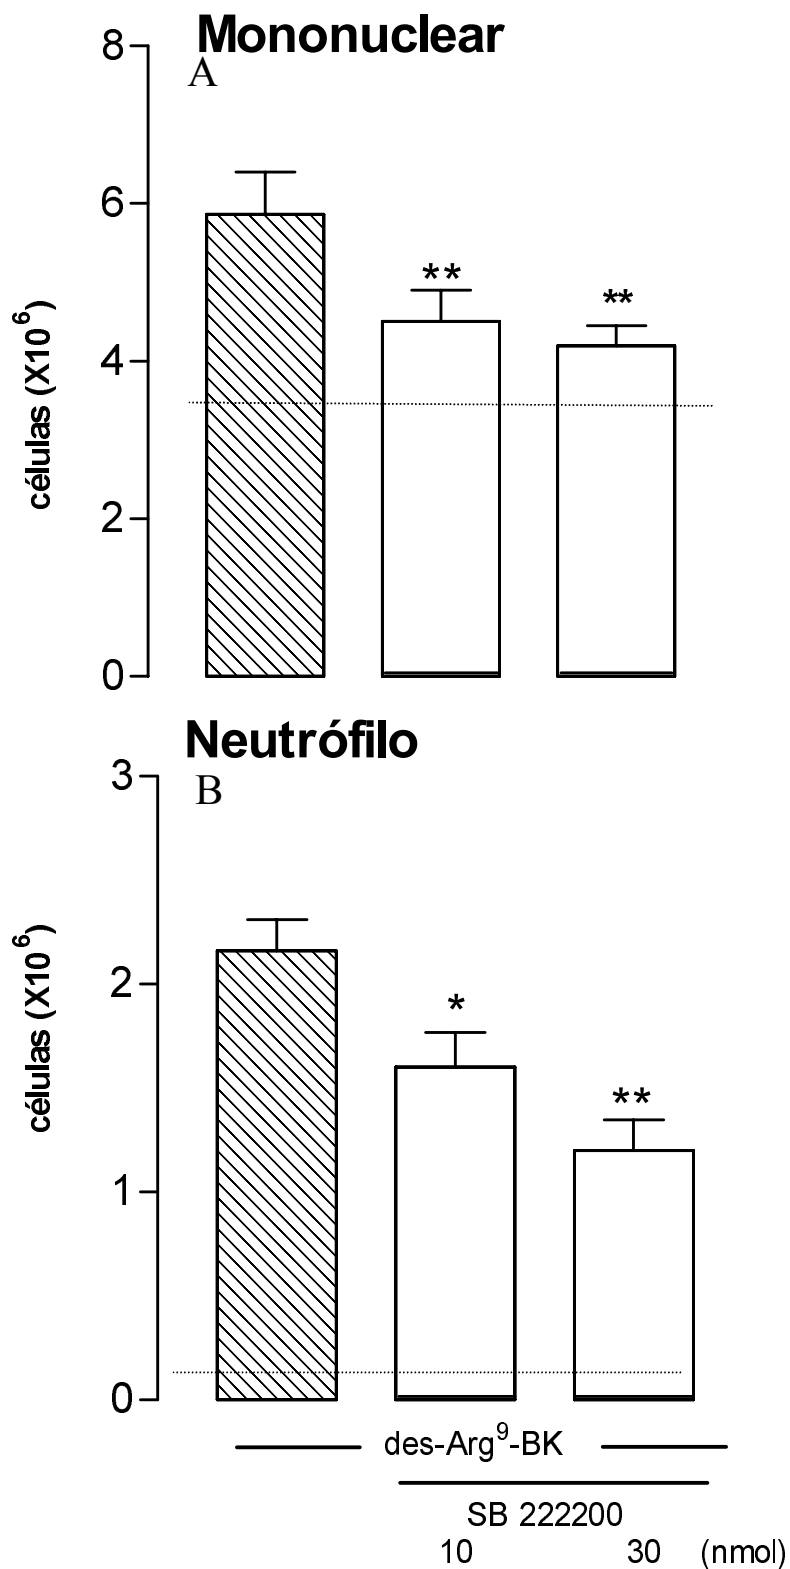 Mononuclear
A
8
6
4
2
0
células (X10⁶)
**
**
Neutrófilo
B
3
2
1
0
células (X10⁶)
*
**
des-Arg⁹-BK
SB 222200
10 30 (nmol)